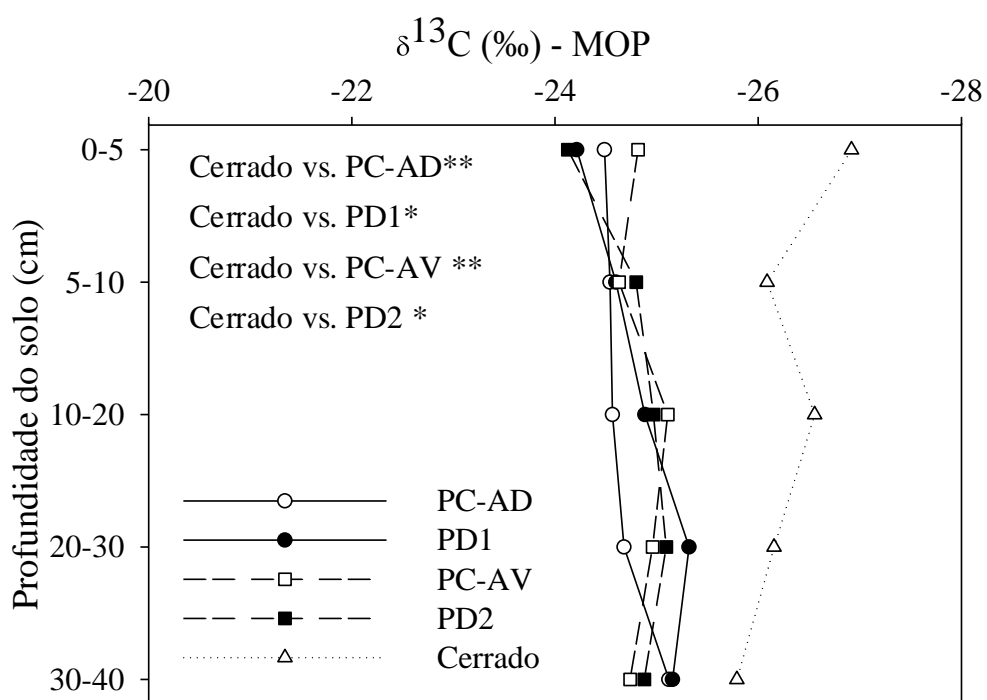 δ13C (‰) - MOP
-20 -22 -24 -26 -28
Profundidade do solo (cm)
0-5
5-10
10-20
20-30
30-40
Cerrado vs. PC-AD**
Cerrado vs. PD1*
Cerrado vs. PC-AV **
Cerrado vs. PD2 *
PC-AD
PD1
PC-AV
PD2
Cerrado